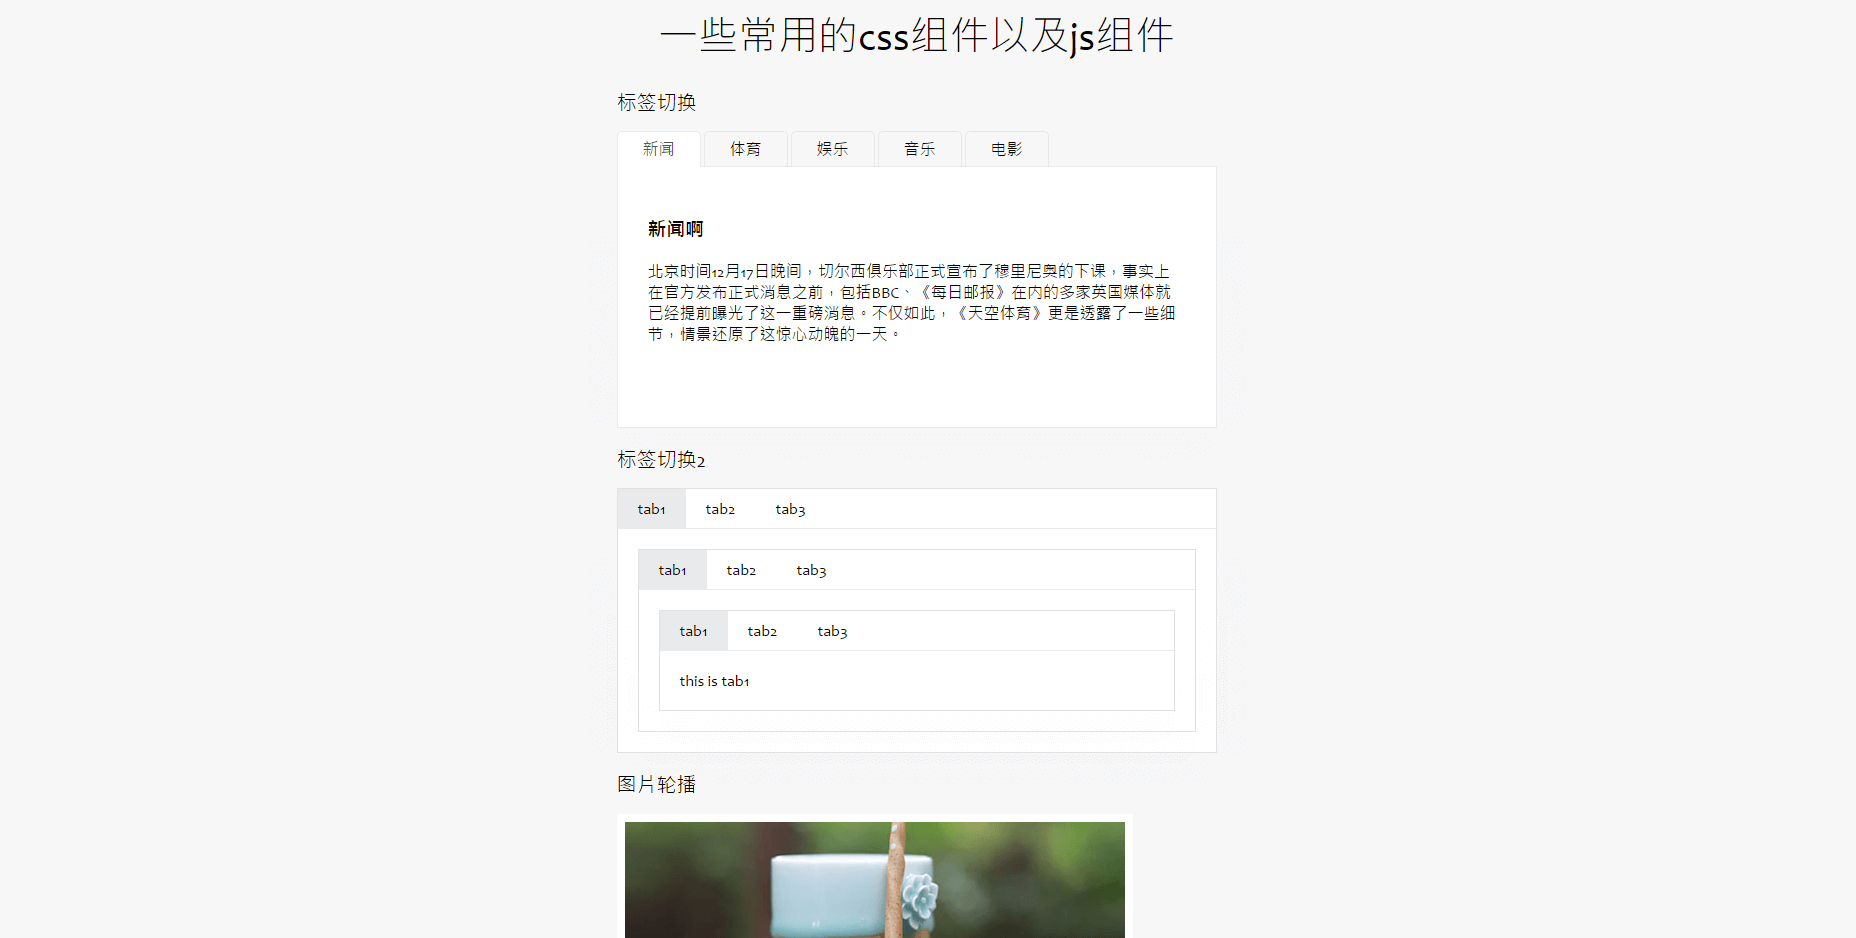 一些常用的css组件以及js组件
标签切换
新闻 体育 娱乐 音乐 电影
新闻啊
北京时间12月17日晚间，切尔西俱乐部正式宣布了穆里尼奥的下课，事实上
在官方发布正式消息之前，包括BBC、《每日邮报》在内的多家英国媒体就
已经提前曝光了这一重磅消息。不仅如此，《天空体育》更是透露了一些细
节，情景还原了这惊心动魄的一天。
标签切换2
tab1 tab2 tab3
tab1 tab2 tab3
tab1 tab2 tab3
this is tab1
图片轮播